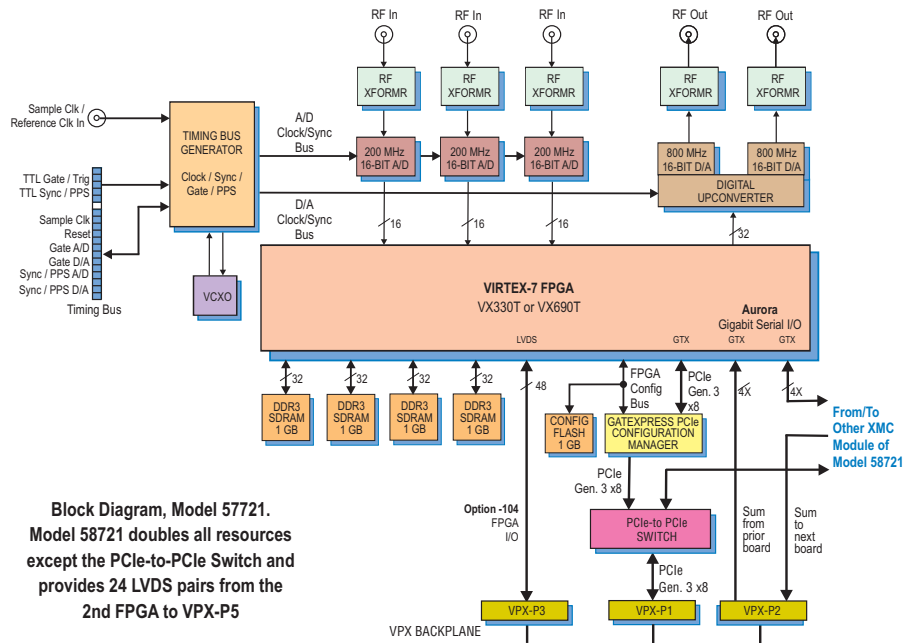 RF In
RF In
RF In
RF Out
RF Out
RF
XFORMR
RF
XFORMR
RF
XFORMR
RF
XFORMR
RF
XFORMR
Sample Clk /
Reference Clk In
TIMING BUS
GENERATOR
Clock / Sync /
Gate / PPS
A/D
Clock/Sync
Bus
200 MHz
16-BIT A/D
200 MHz
16-BIT A/D
200 MHz
16-BIT A/D
800 MHz
16-BIT D/A
800 MHz
16-BIT D/A
DIGITAL
UPCONVERTER
TTL Gate / Trig
TTL Sync / PPS
Sample Clk
Reset
Gate A/D
Gate D/A
Sync / PPS A/D
Sync / PPS D/A
Timing Bus
D/A
Clock/Sync
Bus
16
16
16
32
VCXO
VIRTEX-7 FPGA
VX330T or VX690T
Aurora
Gigabit Serial I/O
LVDS
GTX
GTX
GTX
32
32
32
32
48
FPGA
Config
Bus
PCIe
Gen. 3
x8
4X
4X
DDR3
SDRAM
1 GB
DDR3
SDRAM
1 GB
DDR3
SDRAM
1 GB
DDR3
SDRAM
1 GB
CONFIG
FLASH
1 GB
GATEXPRESS PCIe
CONFIGURATION
MANAGER
From/To
Other XMC
Module of
Model 58721
PCIe
Gen. 3 x8
Option -104
FPGA
I/O
PCIe-to PCIe
SWITCH
Sum
from
prior
board
Sum
to
next
board
PCIe
Gen. 3 x8
Block Diagram, Model 57721.
Model 58721 doubles all resources
except the PCIe-to-PCIe Switch and
provides 24 LVDS pairs from the
2nd FPGA to VPX-P5
VPX-P3
VPX-P1
VPX-P2
VPX BACKPLANE